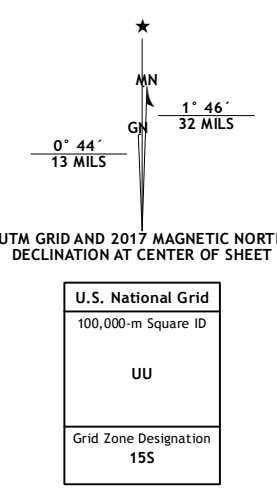 MN
1° 46´
32 MILS
GN
0° 44´
13 MILS
UTM GRID AND 2017 MAGNETIC NORTH
DECLINATION AT CENTER OF SHEET
U.S. National Grid
100,000-m Square ID
UU
Grid Zone Designation
15S